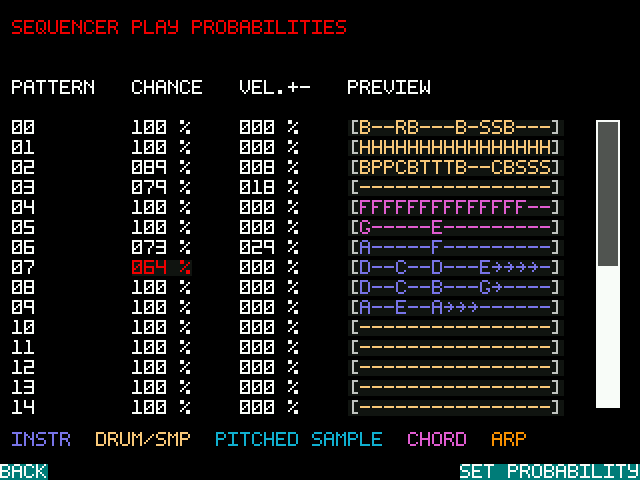 SEQUENCER PLAY PROBABILITIES
PATTERN CHANCE VEL.+- PREVIEW
00 100 % 000 % [B--RB---B-SSB---]
01 100 % 000 % [HHHHHHHHHHHHHHHH]
02 089 % 008 % [BPPCBTTTB--CBSSS]
03 079 % 018 % [----------------]
04 100 % 000 % [FFFFFFFFFFFFFF--]
05 100 % 000 % [G-----E---------]
06 073 % 029 % [A-----F---------]
07 064 % 000 % [D--C--D---E→→→→-]
08 100 % 000 % [D--C--B---G→----]
09 100 % 000 % [A--E--A→→→------]
10 100 % 000 % [----------------]
11 100 % 000 % [----------------]
12 100 % 000 % [----------------]
13 100 % 000 % [----------------]
14 100 % 000 % [----------------]
INSTR DRUM/SMP PITCHED SAMPLE CHORD ARP
BACK SET PROBABILITY